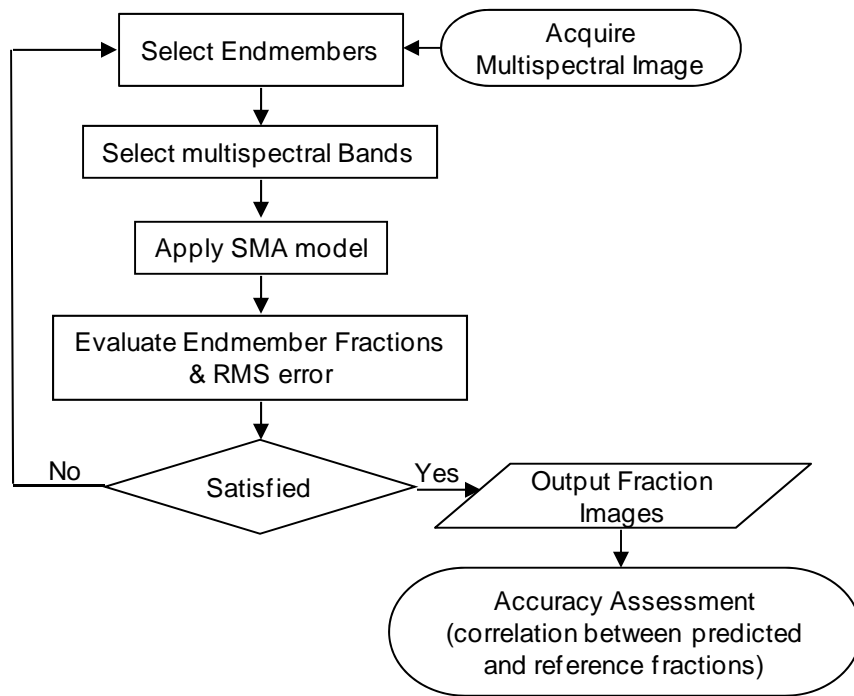 Acquire
Multispectral Image
Select Endmembers
Select multispectral Bands
Apply SMA model
Evaluate Endmember Fractions
& RMS error
Satisfied
No
Yes
Output Fraction
Images
Accuracy Assessment
(correlation between predicted
and reference fractions)